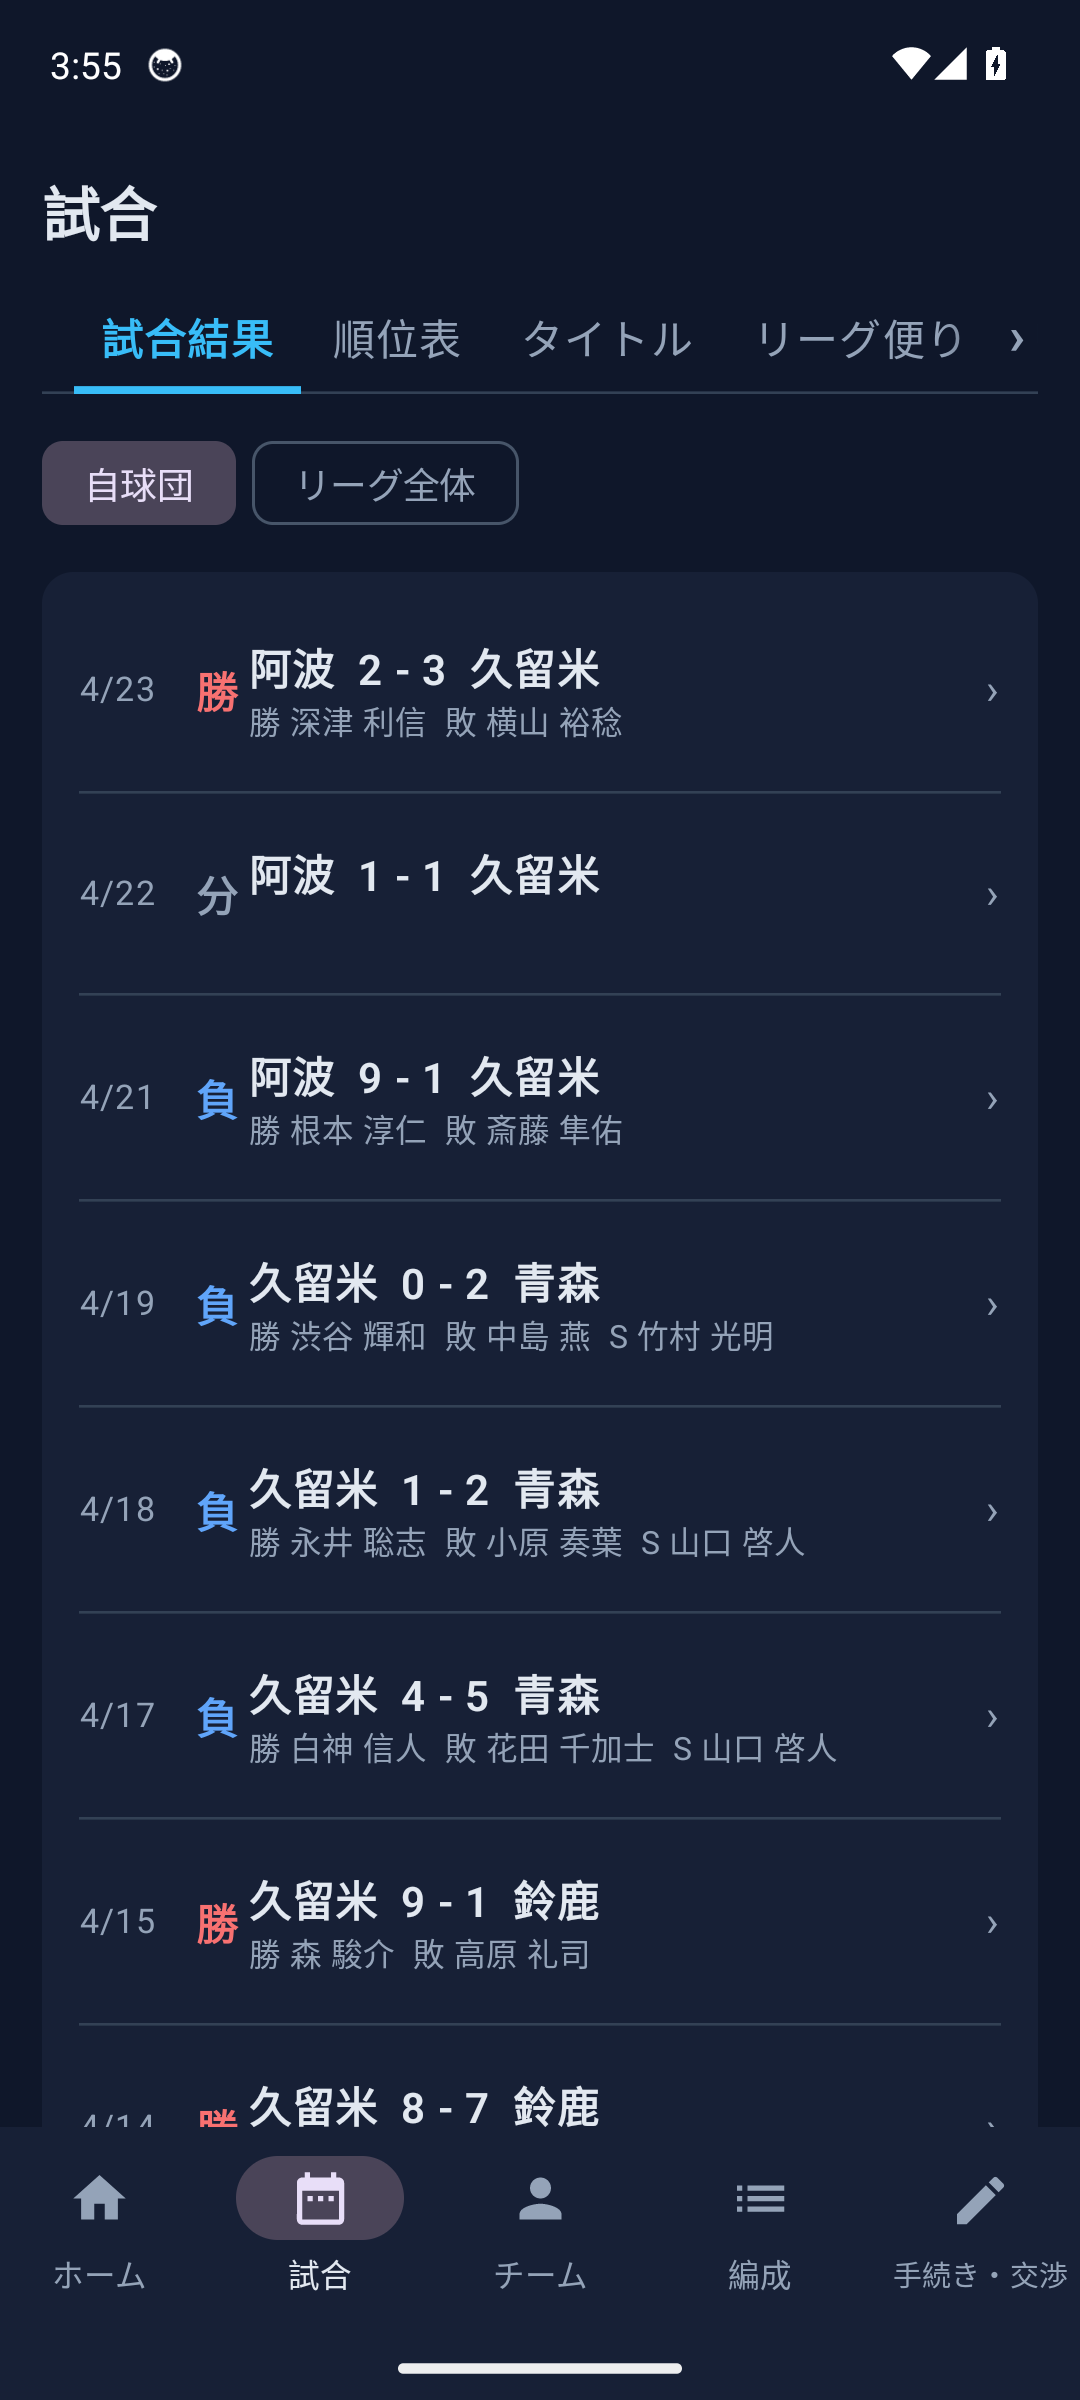 3:55
試合
試合結果 順位表 タイトル リーグ便り ›
自球団 リーグ全体
4/23 勝 阿波 2 - 3 久留米 ›
勝 深津 利信 敗 横山 裕稔
4/22 分 阿波 1 - 1 久留米 ›
4/21 負 阿波 9 - 1 久留米 ›
勝 根本 淳仁 敗 斎藤 隼佑
4/19 負 久留米 0 - 2 青森 ›
勝 渋谷 輝和 敗 中島 燕 S 竹村 光明
4/18 負 久留米 1 - 2 青森 ›
勝 永井 聡志 敗 小原 奏葉 S 山口 啓人
4/17 負 久留米 4 - 5 青森 ›
勝 白神 信人 敗 花田 千加士 S 山口 啓人
4/15 勝 久留米 9 - 1 鈴鹿 ›
勝 森 駿介 敗 高原 礼司
4/14 勝 久留米 8 - 7 鈴鹿 ›
ホーム 試合 チーム 編成 手続き・交渉